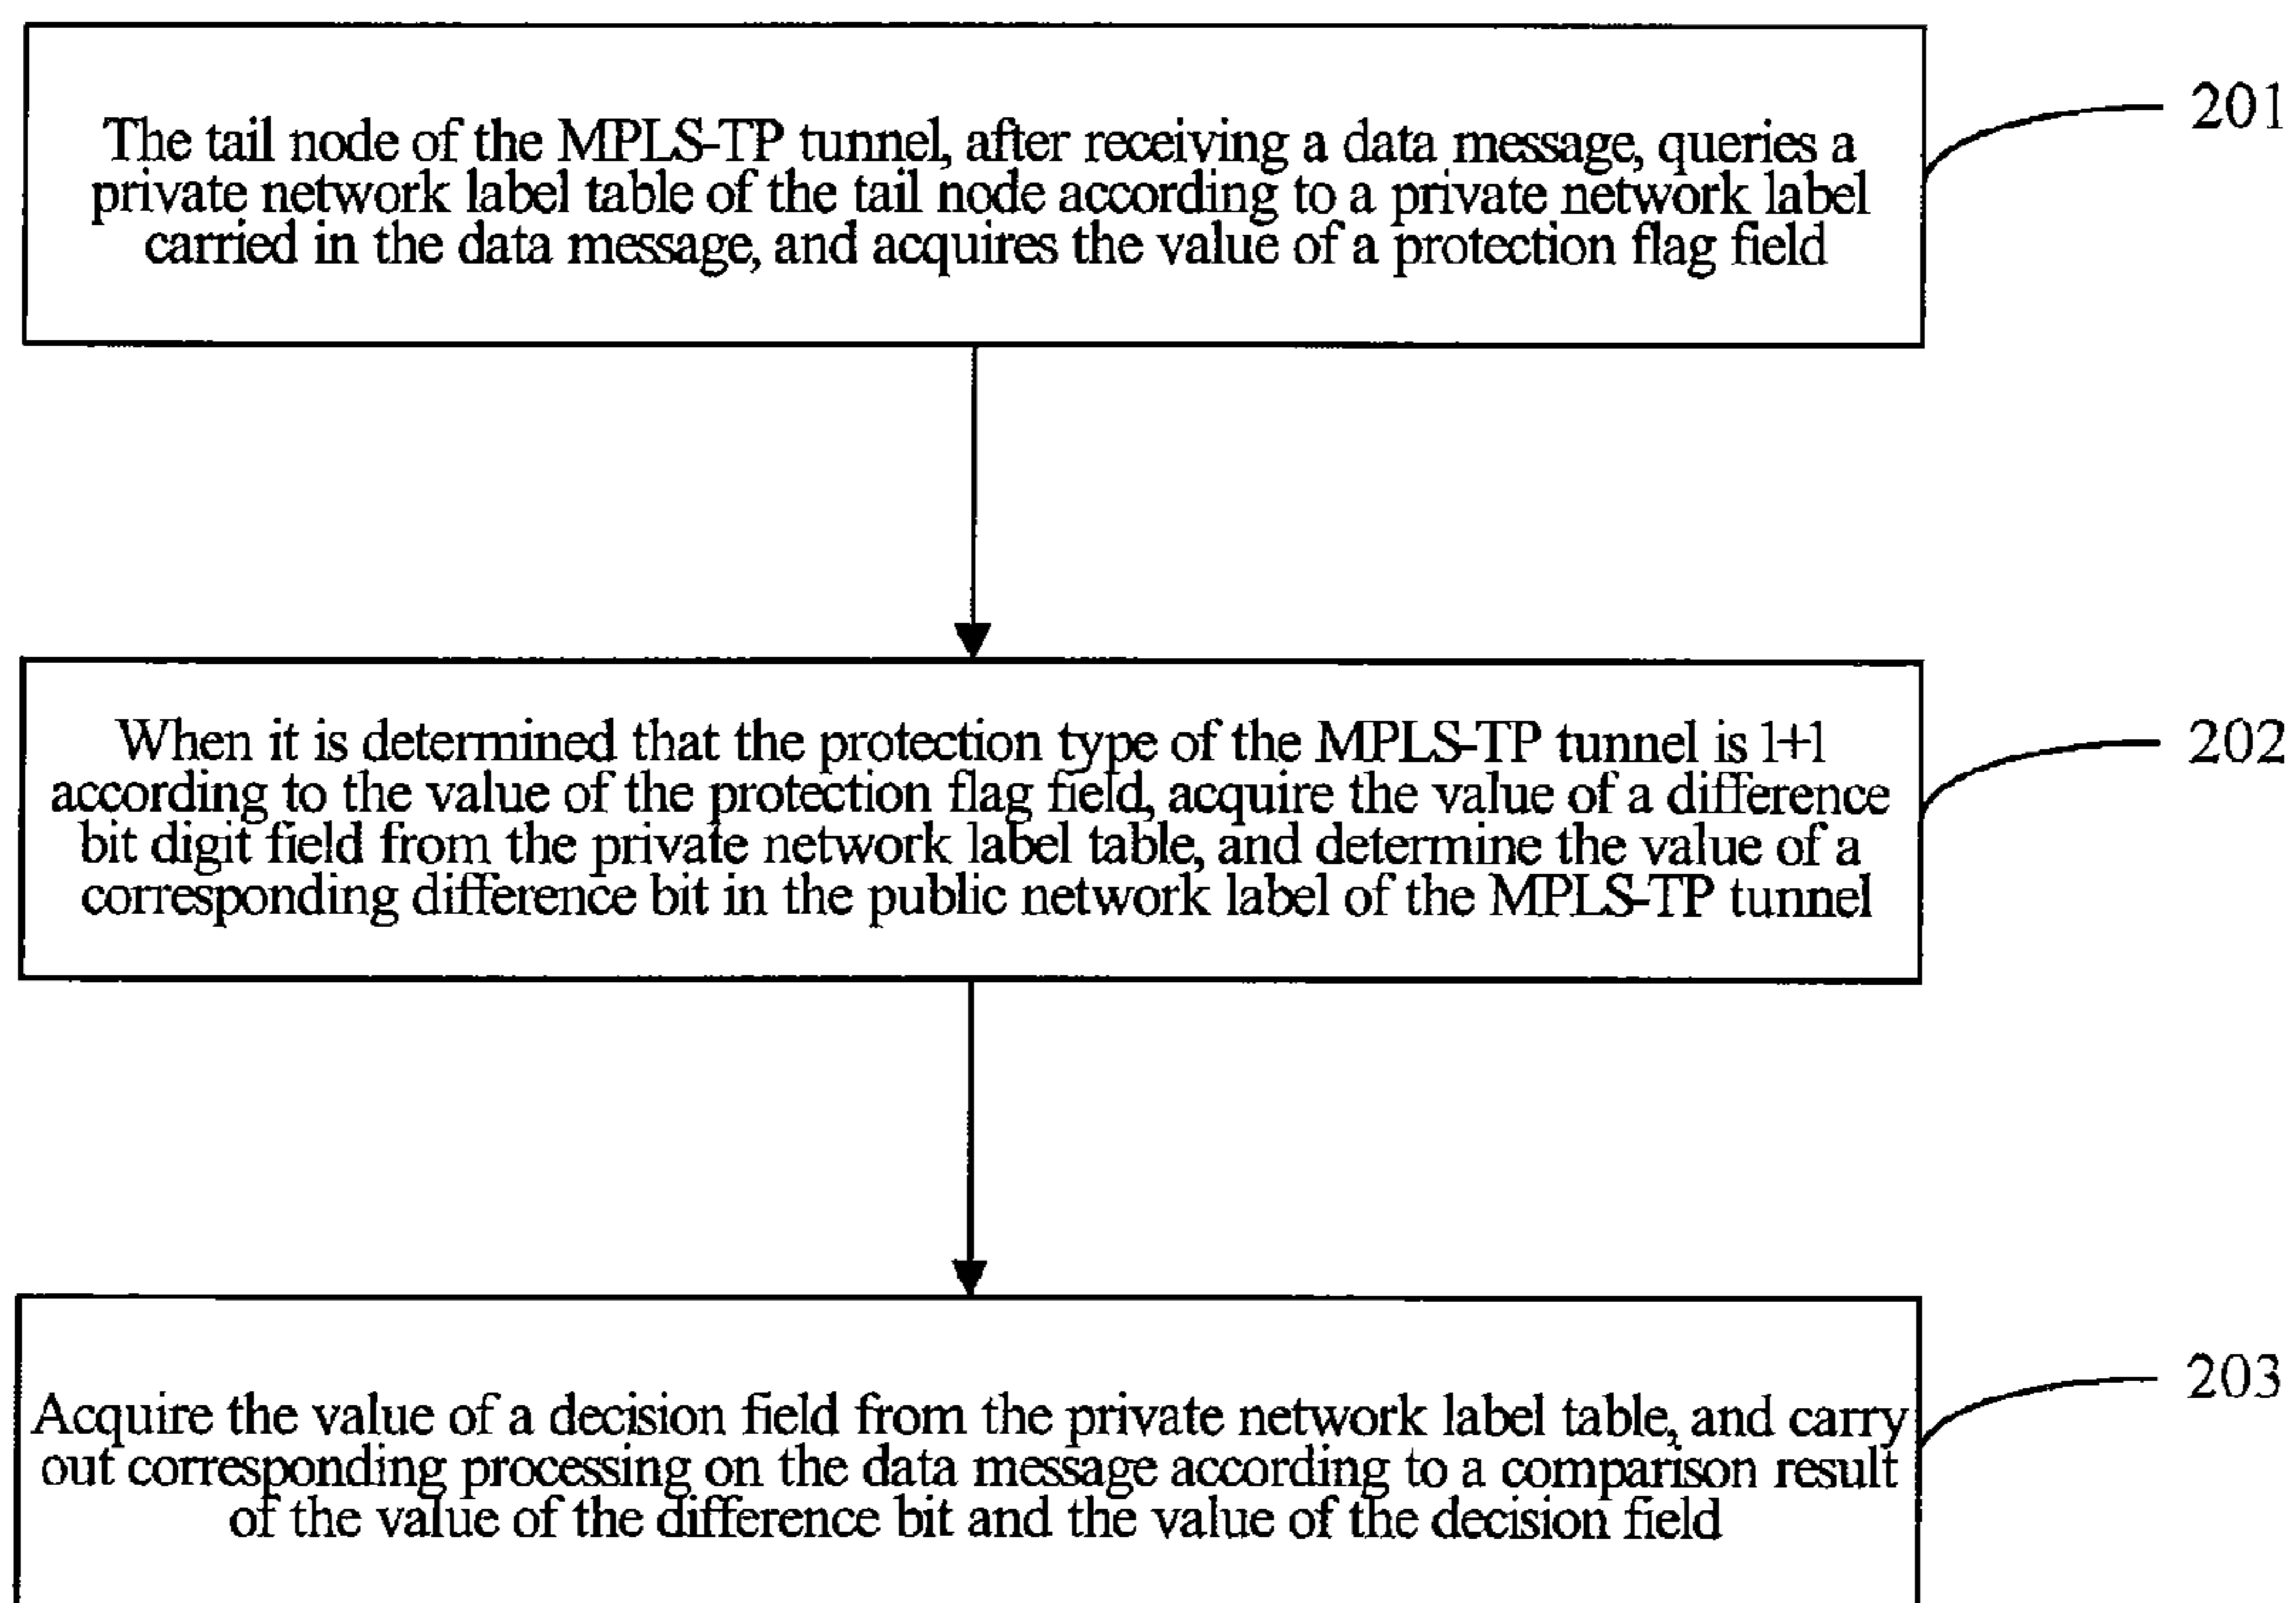 The tail node of the MPLS-TP tunnel, after receiving a data message, queries a
private network label table of the tail node according to a private network label
carried in the data message, and acquires the value of a protection flag field
201
When it is determined that the protection type of the MPLS-TP tunnel is 1+1
according to the value of the protection flag field, acquire the value of a difference
bit digit field from the private network label table, and determine the value of a
corresponding difference bit in the public network label of the MPLS-TP tunnel
202
Acquire the value of a decision field from the private network label table, and carry
out corresponding processing on the data message according to a comparison result
of the value of the difference bit and the value of the decision field
203